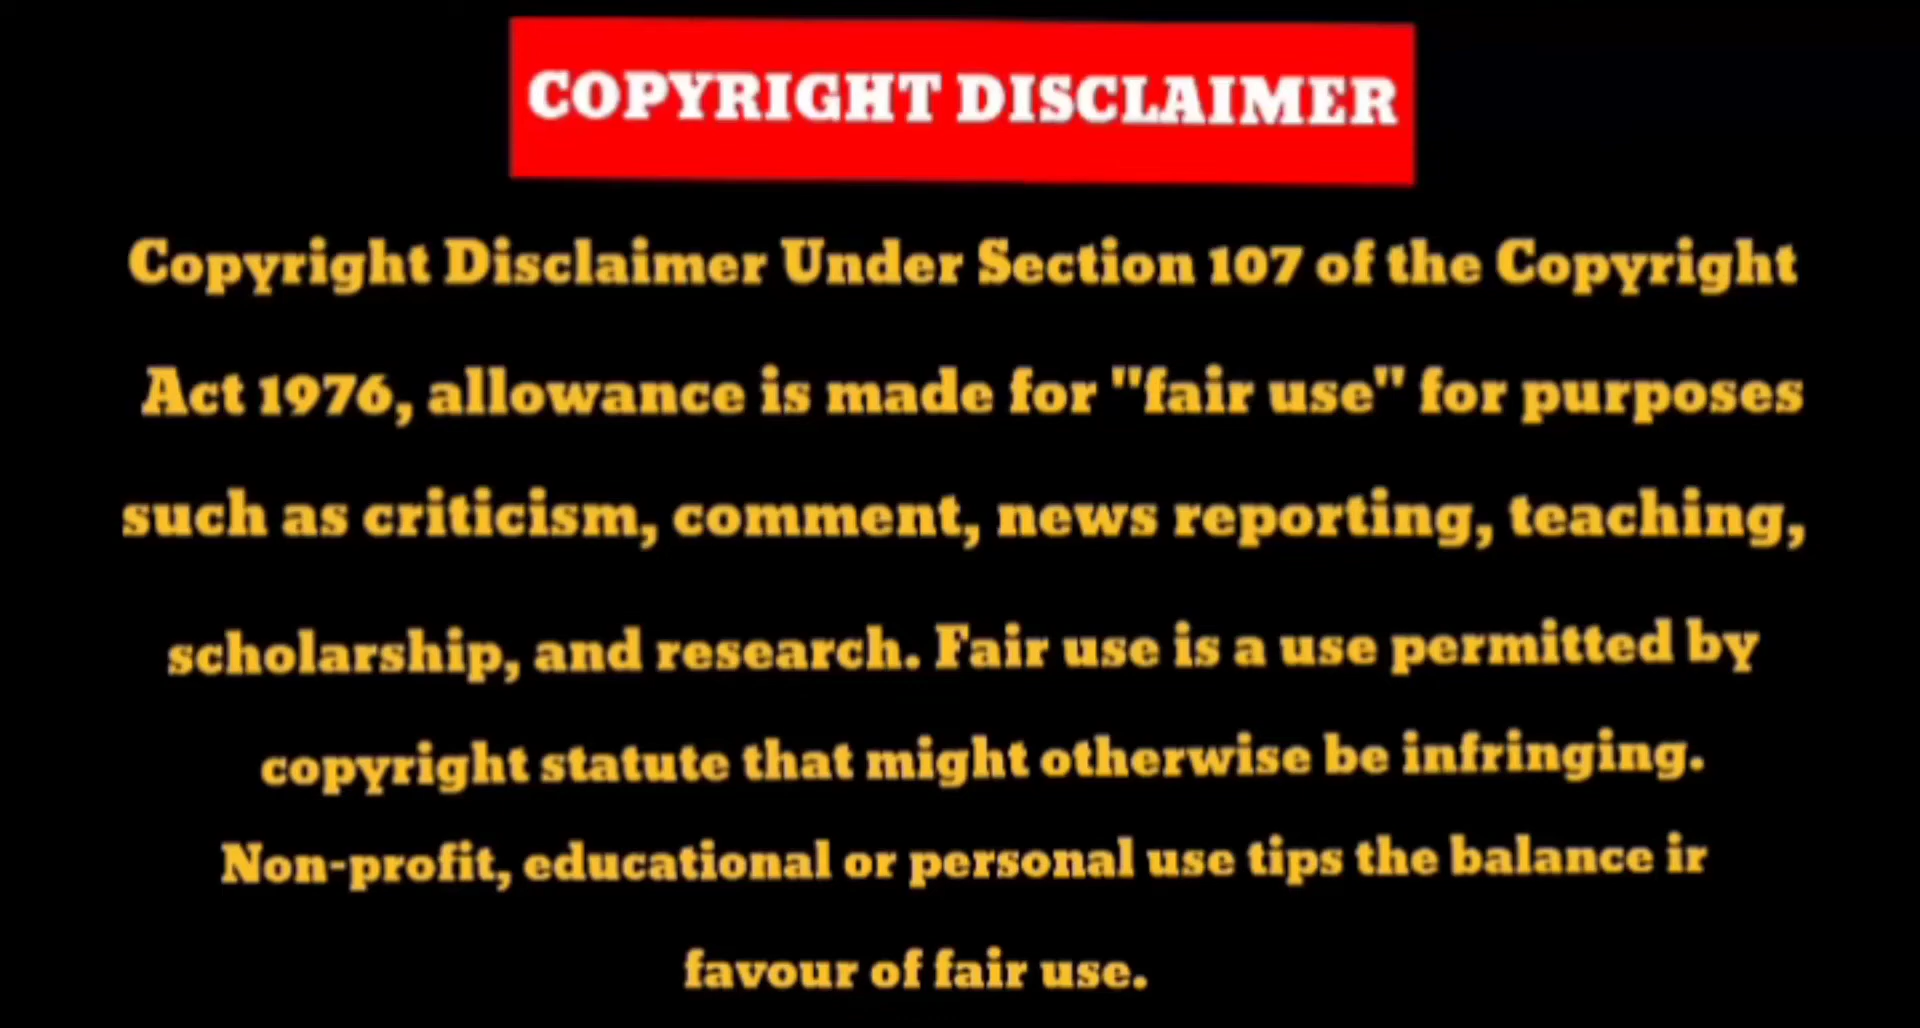 COPYRIGHT DISCLAIMER
Copyright Disclaimer Under Section 107 of the Copyright
Act 1976, allowance is made for "fair use" for purposes
such as criticism, comment, news reporting, teaching,
scholarship, and research. Fair use is a use permitted by
copyright statute that might otherwise be infringing.
Non-profit, educational or personal use tips the balance ir
favour of fair use.